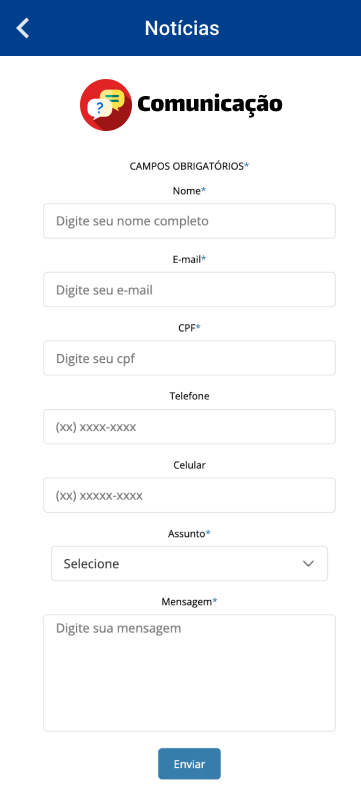 Notícias
?
Comunicação
CAMPOS OBRIGATÓRIOS*
Nome*
Digite seu nome completo
E-mail*
Digite seu e-mail
CPF*
Digite seu cpf
Telefone
(xx) xxxx-xxxx
Celular
(xx) xxxxx-xxxx
Assunto*
Selecione
Mensagem*
Digite sua mensagem
Enviar